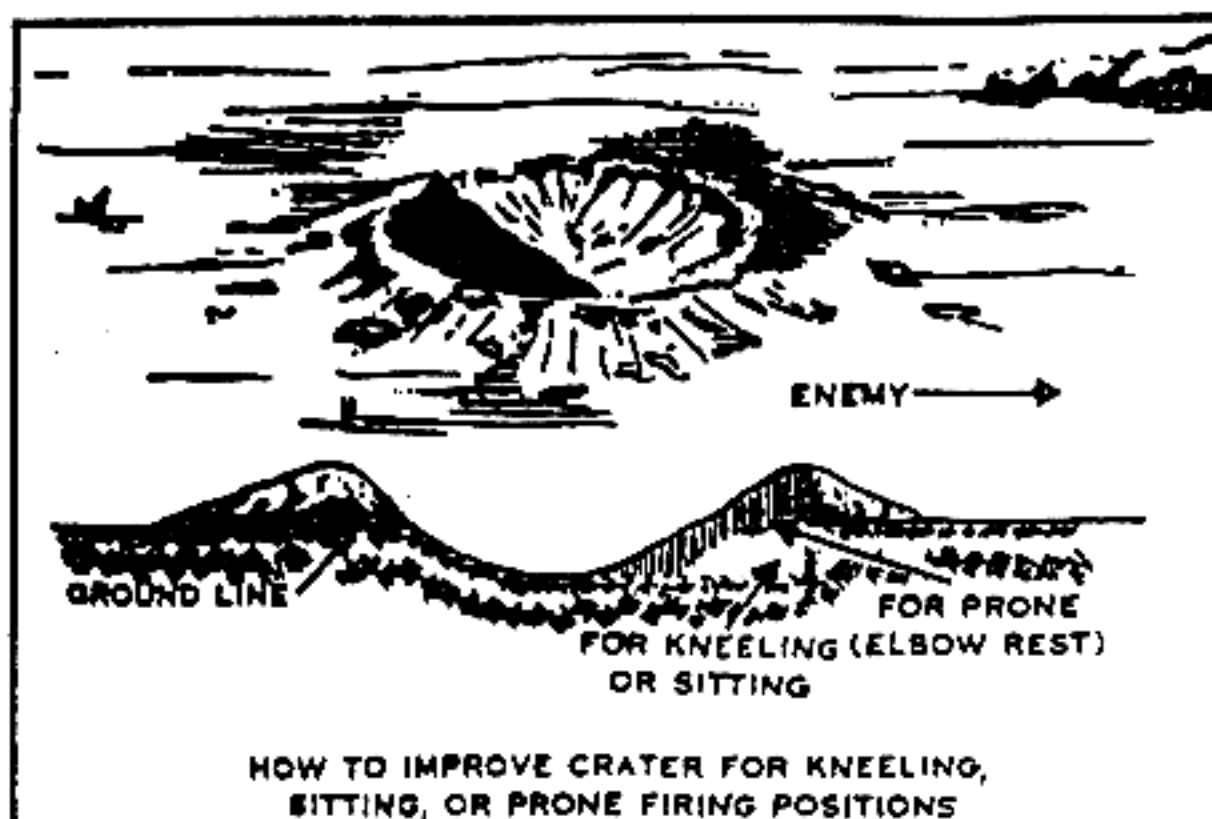 ENEMY
GROUND LINE
FOR PRONE
FOR KNEELING (ELBOW REST)
OR SITTING
HOW TO IMPROVE CRATER FOR KNEELING,
SITTING, OR PRONE FIRING POSITIONS